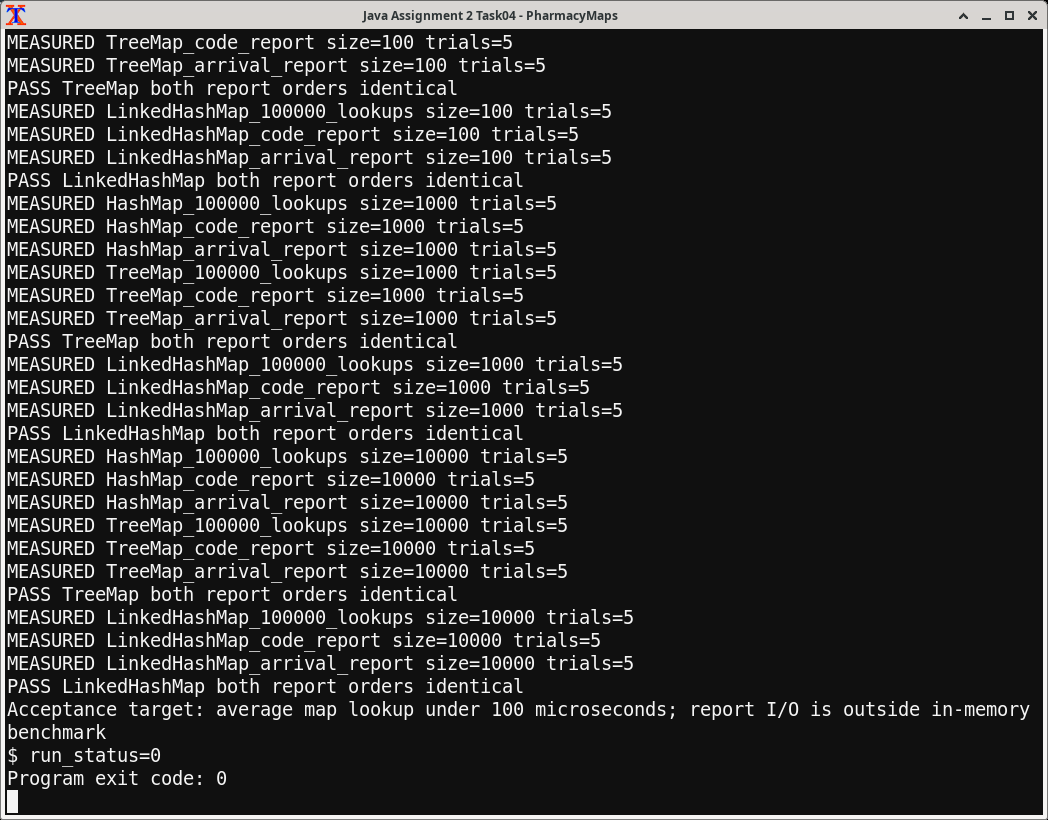 Java Assignment 2 Task04 - PharmacyMaps
MEASURED TreeMap_code_report size=100 trials=5
MEASURED TreeMap_arrival_report size=100 trials=5
PASS TreeMap both report orders identical
MEASURED LinkedHashMap_100000_lookups size=100 trials=5
MEASURED LinkedHashMap_code_report size=100 trials=5
MEASURED LinkedHashMap_arrival_report size=100 trials=5
PASS LinkedHashMap both report orders identical
MEASURED HashMap_100000_lookups size=1000 trials=5
MEASURED HashMap_code_report size=1000 trials=5
MEASURED HashMap_arrival_report size=1000 trials=5
MEASURED TreeMap_100000_lookups size=1000 trials=5
MEASURED TreeMap_code_report size=1000 trials=5
MEASURED TreeMap_arrival_report size=1000 trials=5
PASS TreeMap both report orders identical
MEASURED LinkedHashMap_100000_lookups size=1000 trials=5
MEASURED LinkedHashMap_code_report size=1000 trials=5
MEASURED LinkedHashMap_arrival_report size=1000 trials=5
PASS LinkedHashMap both report orders identical
MEASURED HashMap_100000_lookups size=10000 trials=5
MEASURED HashMap_code_report size=10000 trials=5
MEASURED HashMap_arrival_report size=10000 trials=5
MEASURED TreeMap_100000_lookups size=10000 trials=5
MEASURED TreeMap_code_report size=10000 trials=5
MEASURED TreeMap_arrival_report size=10000 trials=5
PASS TreeMap both report orders identical
MEASURED LinkedHashMap_100000_lookups size=10000 trials=5
MEASURED LinkedHashMap_code_report size=10000 trials=5
MEASURED LinkedHashMap_arrival_report size=10000 trials=5
PASS LinkedHashMap both report orders identical
Acceptance target: average map lookup under 100 microseconds; report I/O is outside in-memory
benchmark
$ run_status=0
Program exit code: 0